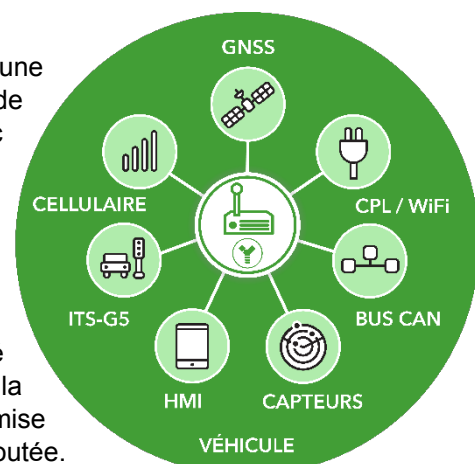 une
de
GNSS
CELLULAIRE
CPL / WiFi
ITS-G5
BUS CAN
la
HMI
CAPTEURS
mise
VÉHICULE
outée.